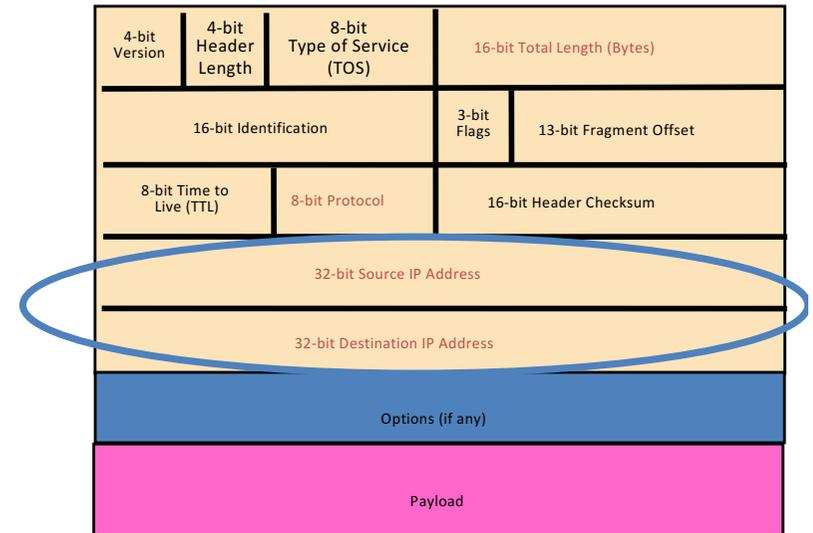 4-bit
Version
4-bit
Header
Length
8-bit
Type of Service
(TOS)
16-bit Total Length (Bytes)
16-bit Identification
3-bit
Flags
13-bit Fragment Offset
8-bit Time to
Live (TTL)
8-bit Protocol
16-bit Header Checksum
32-bit Source IP Address
32-bit Destination IP Address
Options (if any)
Payload